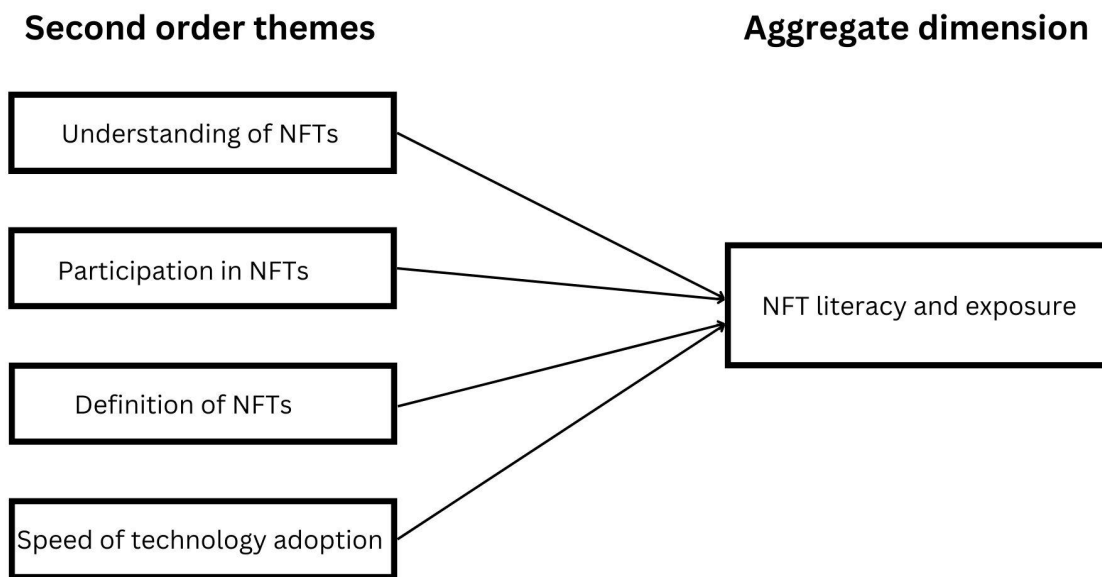 Second order themes
Aggregate dimension
Understanding of NFTs
Participation in NFTs
NFT literacy and exposure
Definition of NFTs
Speed of technology adoption